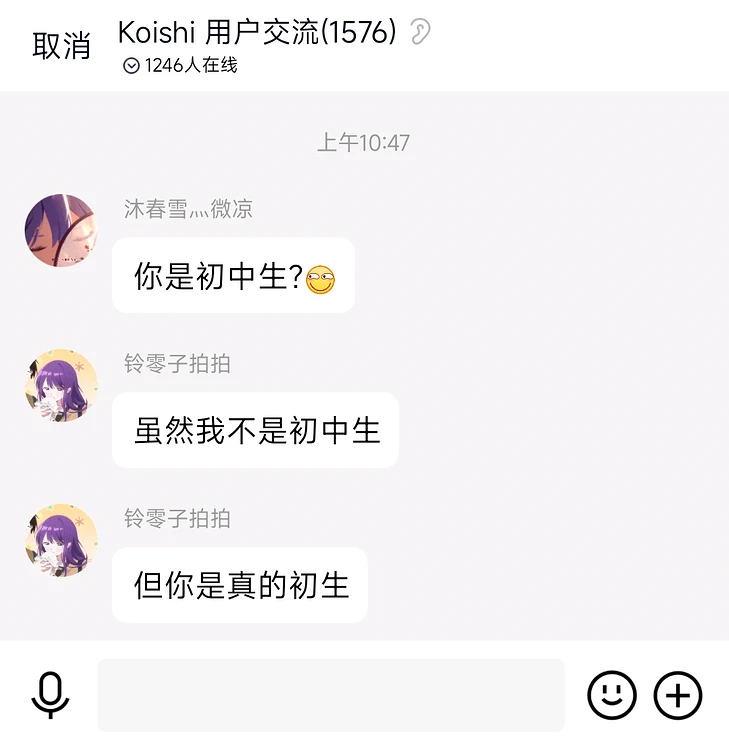 取消
Koishi 用户交流(1576)
1246人在线
上午10:47
沐春雪灬微凉
你是初中生?
铃零子拍拍
虽然我不是初中生
铃零子拍拍
但你是真的初生